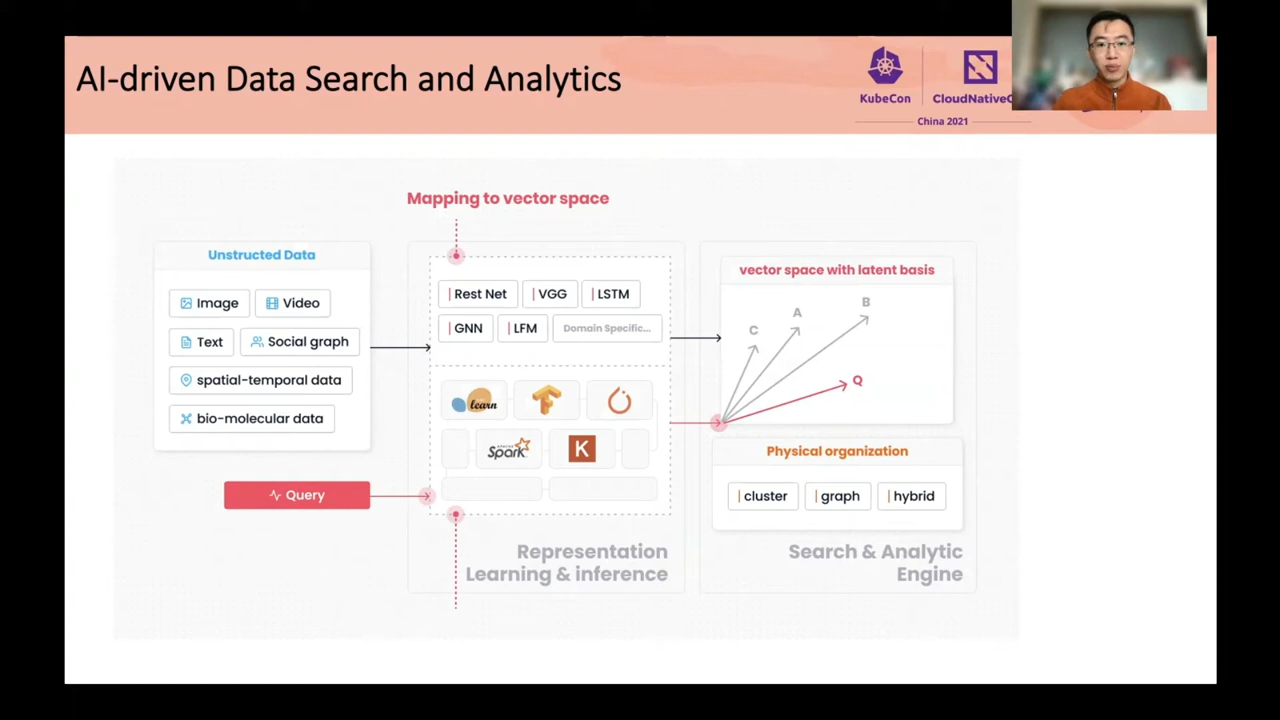 AI-driven Data Search and Analytics
KubeCon
CloudNativeC
China 2021
Mapping to vector space
Unstructed Data
Image
Video
Text
Social graph
spatial-temporal data
bio-molecular data
Query
Rest Net
VGG
LSTM
GNN
LFM
Domain Specific...
learn
APACHE
Spark
K
Representation
Learning & inference
vector space with latent basis
C
A
B
Q
Physical organization
cluster
graph
hybrid
Search & Analytic
Engine